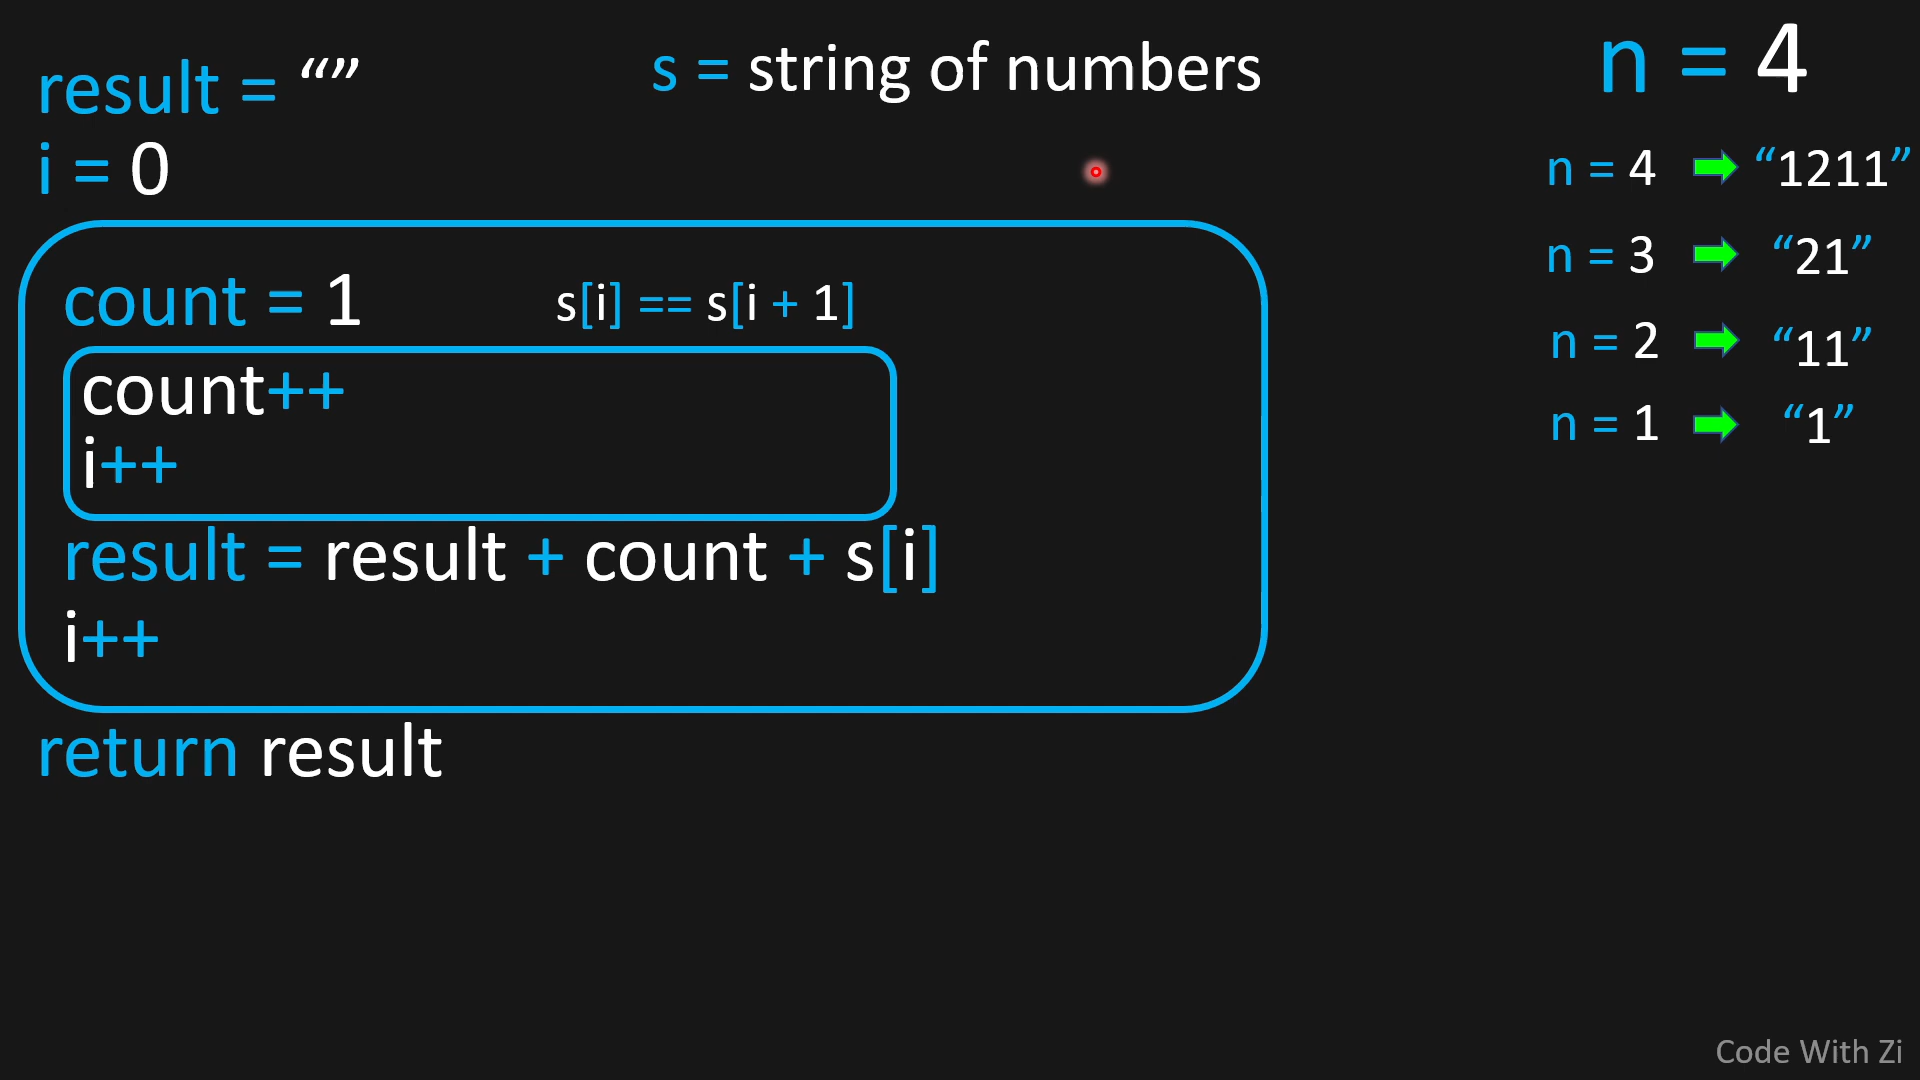 result = “”
s = string of numbers
n = 4
i = 0
n = 4 “1211”
n = 3 “21”
n = 2 “11”
n = 1 “1”
count = 1
s[i] == s[i + 1]
count++
i++
result = result + count + s[i]
i++
return result
Code With Zi